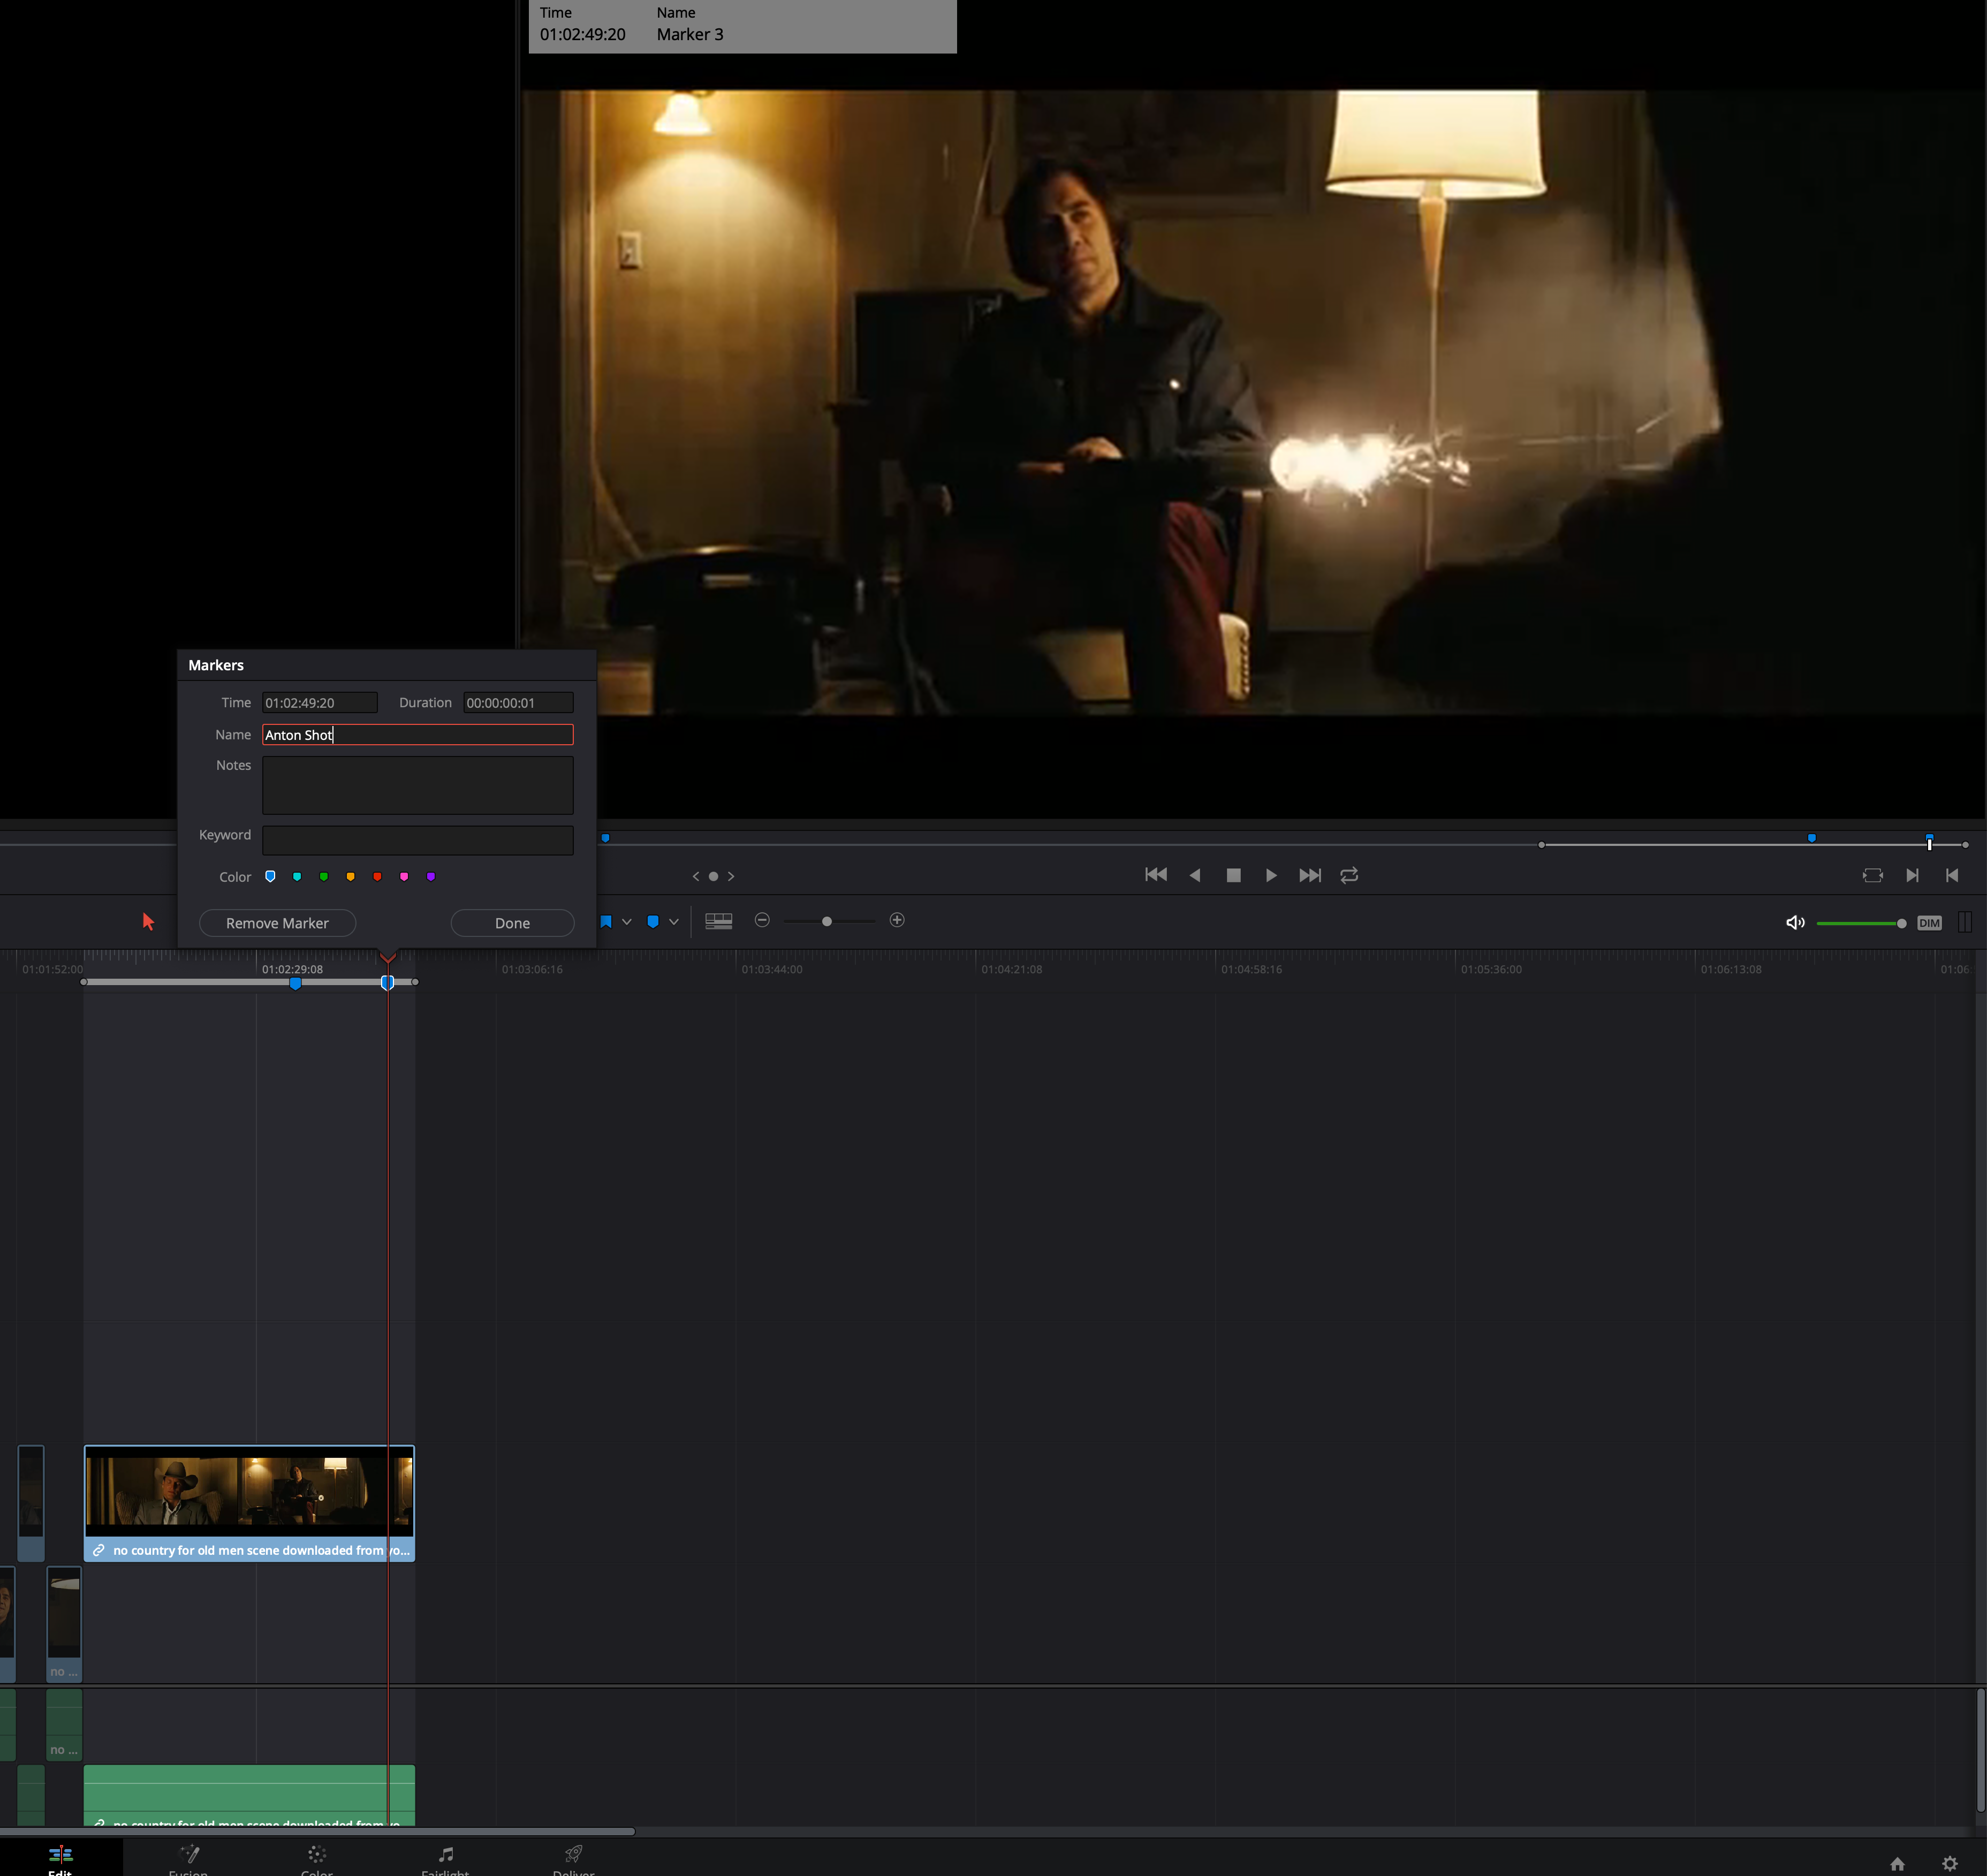 Time Name
01:02:49:20 Marker 3
Markers
Time 01:02:49:20 Duration 00:00:00:01
Name Anton Shot
Notes
Keyword
Color
Remove Marker Done
DIM
01:01:52:00 01:02:29:08 01:03:06:16 01:03:44:00 01:04:21:08 01:04:58:16 01:05:36:00 01:06:13:08 01:06
no country for old men scene downloaded from yo...
no ...
no ...
no country for old men scene downloaded from yo
Edit Fusion Color Fairlight Deliver